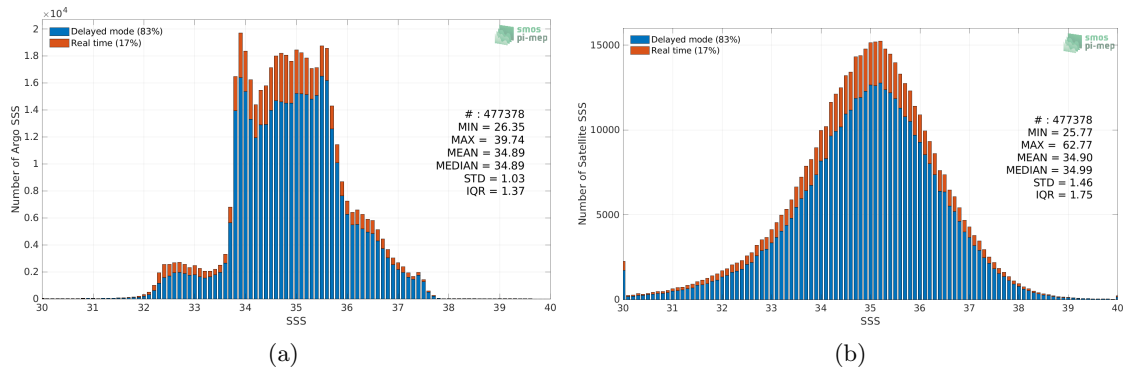 ×10⁴
Delayed mode (83%)
Real time (17%)
smos
pi-mep
# : 477378
MIN = 26.35
MAX = 39.74
MEAN = 34.89
MEDIAN = 34.89
STD = 1.03
IQR = 1.37
Number of Argo SSS
2
1.8
1.6
1.4
1.2
1
0.8
0.6
0.4
0.2
0
30 31 32 33 34 35 36 37 38 39 40
SSS
(a)
Delayed mode (83%)
Real time (17%)
smos
pi-mep
# : 477378
MIN = 25.77
MAX = 62.77
MEAN = 34.90
MEDIAN = 34.99
STD = 1.46
IQR = 1.75
Number of Satellite SSS
15000
10000
5000
0
30 31 32 33 34 35 36 37 38 39 40
SSS
(b)